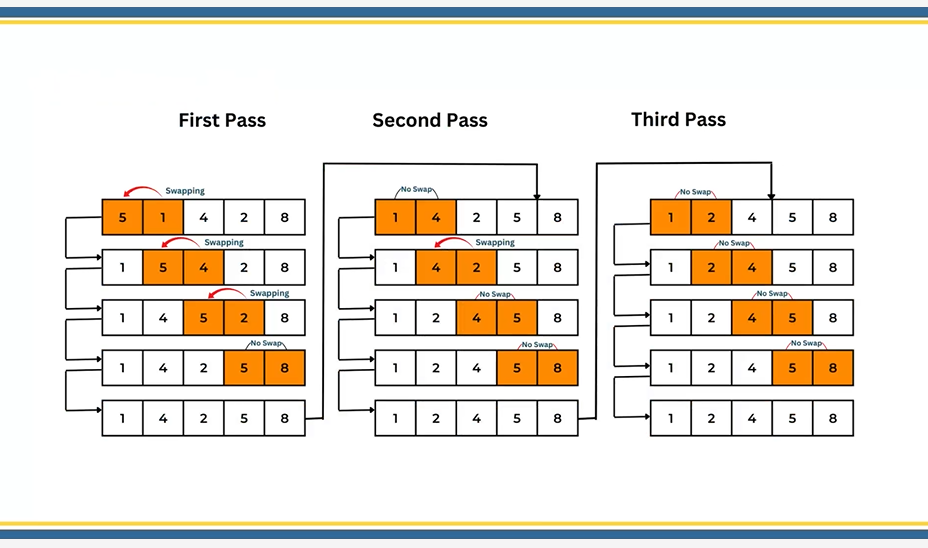 First Pass
Swapping
5 1 4 2 8
Swapping
1 5 4 2 8
Swapping
1 4 5 2 8
No Swap
1 4 2 5 8
1 4 2 5 8
Second Pass
No Swap
1 4 2 5 8
Swapping
1 4 2 5 8
No Swap
1 2 4 5 8
No Swap
1 2 4 5 8
1 2 4 5 8
Third Pass
No Swap
1 2 4 5 8
No Swap
1 2 4 5 8
No Swap
1 2 4 5 8
No Swap
1 2 4 5 8
1 2 4 5 8